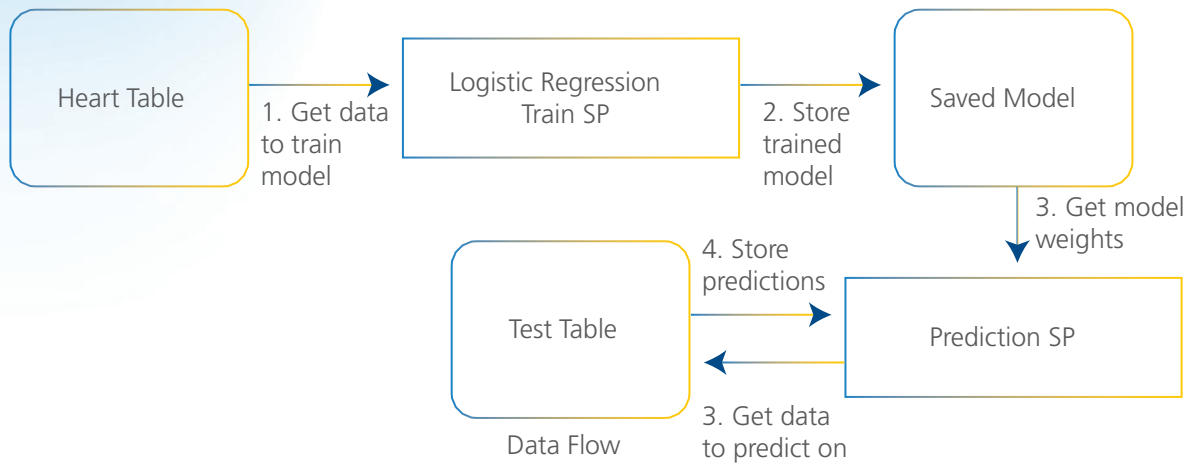 Heart Table
1. Get data
to train
model
Logistic Regression
Train SP
2. Store
trained
model
Saved Model
3. Get model
weights
Test Table
4. Store
predictions
Prediction SP
3. Get data
to predict on
Data Flow